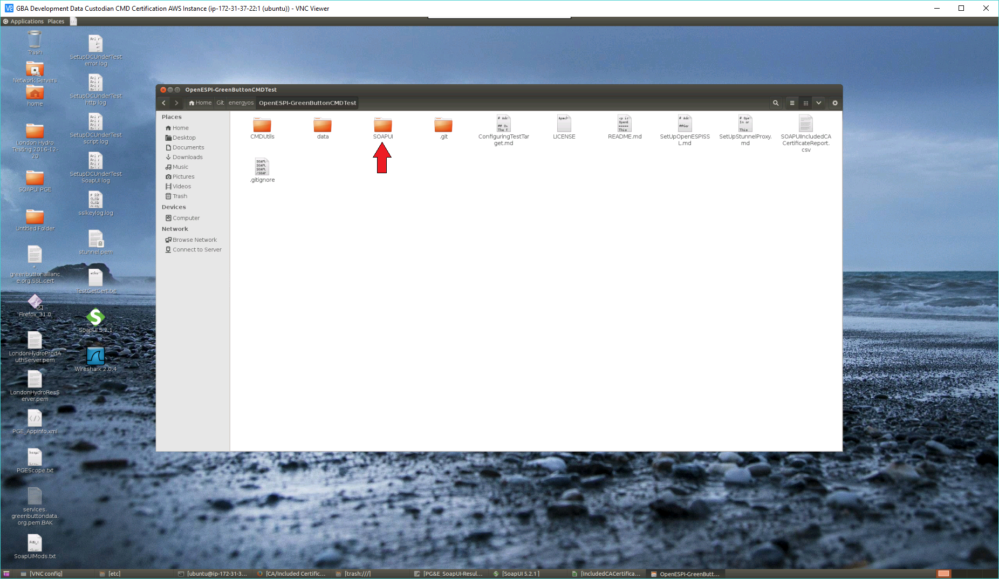 GBA Development Data Custodian CMD Certification AWS Instance (ip-172-31-37-22:1 (ubuntu)) - VNC Viewer
Applications Places
Trash
Network Servers
home
London Hydro
Testing 2016-12-
20
SOAPUI PGE
Untitled Folder
*.
greenbuttonallianc
e.org.SSL.cert
Firefox_31.0
LondonHydroProdA
uthServer.pem
LondonHydroResS
erver.pem
PGE_AppInfo.xml
PGEScope.txt
services.
greenbuttondata.
org.pem.BAK
SoapUIMods.txt
SetupDCUnderTest
error.log
SetupDCUnderTest
http.log
SetupDCUnderTest
script.log
SetupDCUnderTest
SoapUI.log
sslkeylog.log
stunnel.pem
TestGetCert.txt
SoapUI 5.2.1
Wireshark 2.0.4
OpenESPI-GreenButtonCMDTest
Home Git energyos OpenESPI-GreenButtonCMDTest
Places
Home
Desktop
Documents
Downloads
Music
Pictures
Videos
Trash
Devices
Computer
Network
Browse Network
Connect to Server
CMDUtils
data
SOAPUI
.git
ConfiguringTestTar
get.md
LICENSE
README.md
SetUpOpenESPISS
L.md
SetUpStunnelProxy.
md
SOAPUIIncludedCA
CertificateReport.
csv
.gitignore
[VNC config] [etc] [ubuntu@ip-172-31-3... [CA/Included Certific... [trash:///] [PG&E SoapUI-Resul... [SoapUI 5.2.1] [IncludedCACertifica... OpenESPI-GreenButt...